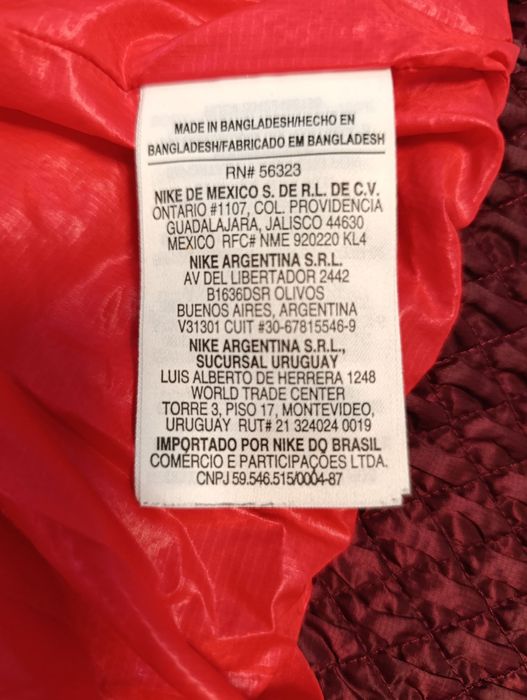 MADE IN BANGLADESH/HECHO EN
BANGLADESH/FABRICADO EM BANGLADESH
RN# 56323
NIKE DE MEXICO S. DE R.L. DE C.V.
ONTARIO #1107, COL. PROVIDENCIA
GUADALAJARA, JALISCO 44630
MEXICO RFC# NME 920220 KL4
NIKE ARGENTINA S.R.L.
AV DEL LIBERTADOR 2442
B1636DSR OLIVOS
BUENOS AIRES, ARGENTINA
V31301 CUIT #30-67815546-9
NIKE ARGENTINA S.R.L.,
SUCURSAL URUGUAY
LUIS ALBERTO DE HERRERA 1248
WORLD TRADE CENTER
TORRE 3, PISO 17, MONTEVIDEO,
URUGUAY RUT# 21 324024 0019
IMPORTADO POR NIKE DO BRASIL
COMÉRCIO E PARTICIPAÇÕES LTDA.
CNPJ 59.546.515/0004-87